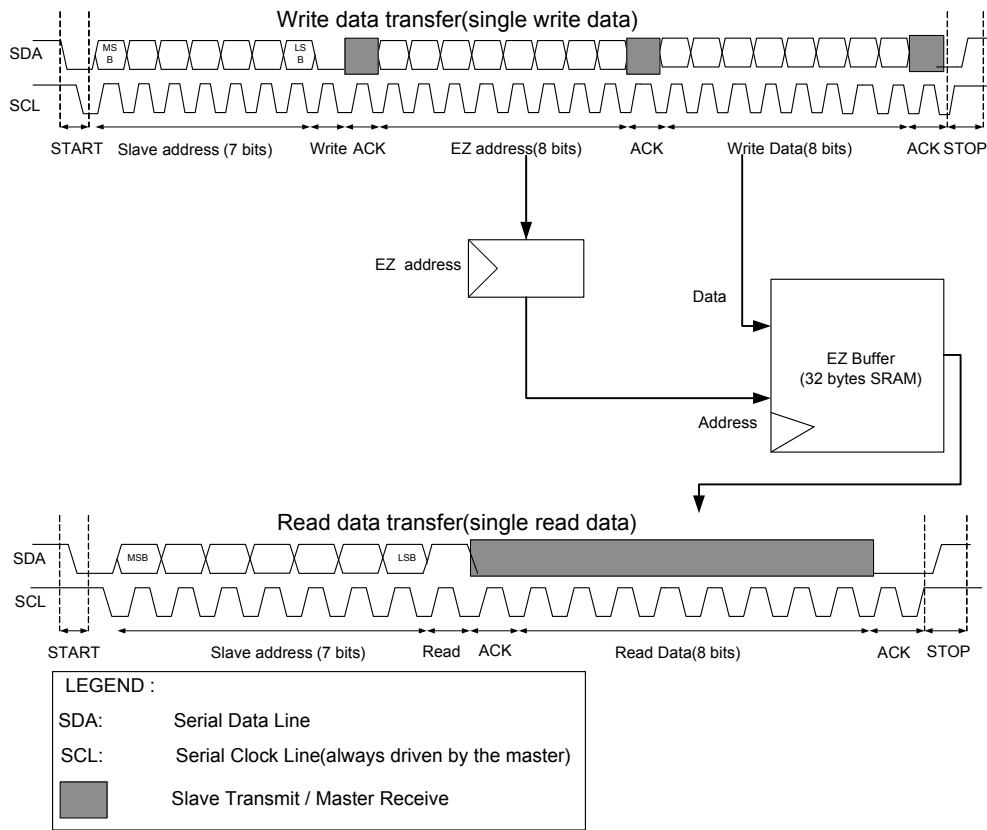 Write data transfer(single write data)
SDA
MS
B
LS
B
SCL
START
Slave address (7 bits)
Write
ACK
EZ address(8 bits)
ACK
Write Data(8 bits)
ACK
STOP
EZ address
Data
EZ Buffer
(32 bytes SRAM)
Address
Read data transfer(single read data)
SDA
MSB
LSB
SCL
START
Slave address (7 bits)
Read
ACK
Read Data(8 bits)
ACK
STOP
LEGEND :
SDA: Serial Data Line
SCL: Serial Clock Line(always driven by the master)
Slave Transmit / Master Receive